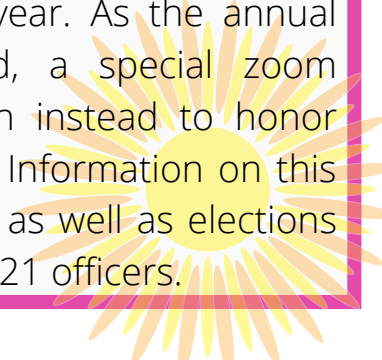 year. As the annual
d, a special zoom
n instead to honor
Information on this
as well as elections
21 officers.